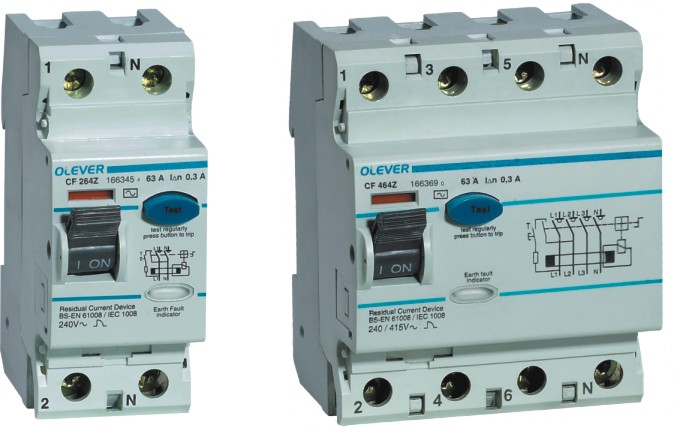 1 N
OLEVER
CF 264Z 166345 63 A I∆n 0,3 A
Test
test regularly
press button to trip
I ON
Earth Fault
indicator
Residual Current Device
BS-EN 61008 / IEC 1008
240V~
2 N
1 3 5 N
OLEVER
CF 464Z 166369 63 A I∆n 0,3 A
Test
test regularly
press button to trip
L1 L2 L3 N
T
E
L1 L2 L3 N
I ON
Earth fault
indicator
Residual Current Device
BS-EN 61008 / IEC 1008
240 / 415V~
2 4 6 N